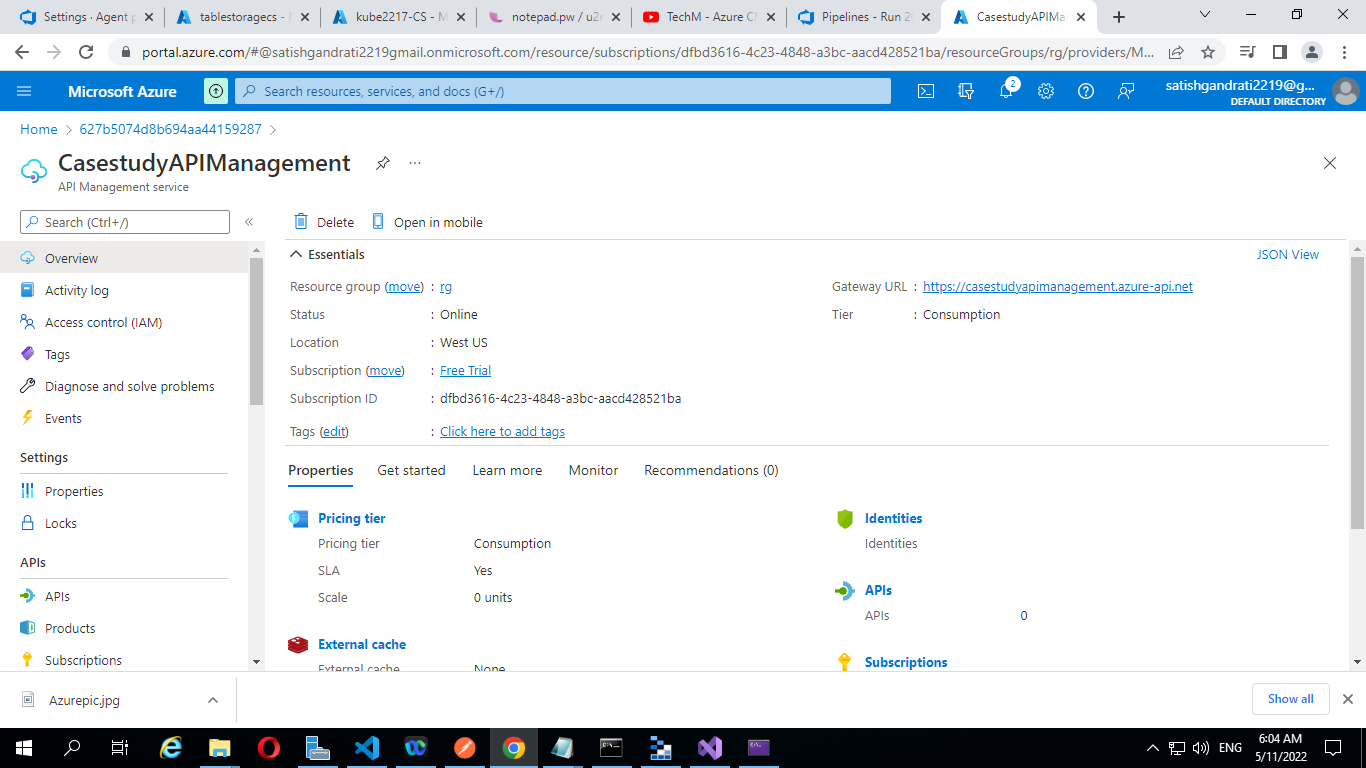 Settings · Agent p
tablestoragecs - M
kube2217-CS - M
notepad.pw / u2r
TechM - Azure Cl
Pipelines - Run 2
CasestudyAPIMa
portal.azure.com/#@satishgandrati2219gmail.onmicrosoft.com/resource/subscriptions/dfbd3616-4c23-4848-a3bc-aacd428521ba/resourceGroups/rg/providers/M...
Microsoft Azure
Search resources, services, and docs (G+/)
2
satishgandrati2219@g...
DEFAULT DIRECTORY
Home > 627b5074d8b694aa44159287 >
CasestudyAPIManagement
...
API Management service
Search (Ctrl+/)
«
Delete
Open in mobile
Overview
Activity log
Access control (IAM)
Tags
Diagnose and solve problems
Events
Settings
Properties
Locks
APIs
APIs
Products
Subscriptions
Essentials
JSON View
Resource group (move) : rg
Status : Online
Location : West US
Subscription (move) : Free Trial
Subscription ID : dfbd3616-4c23-4848-a3bc-aacd428521ba
Tags (edit) : Click here to add tags
Gateway URL : https://casestudyapimanagement.azure-api.net
Tier : Consumption
Properties Get started Learn more Monitor Recommendations (0)
Pricing tier
Pricing tier Consumption
SLA Yes
Scale 0 units
External cache
External cache None
Identities
Identities
APIs
APIs 0
Subscriptions
Azurepic.jpg
Show all
ENG
6:04 AM
5/11/2022